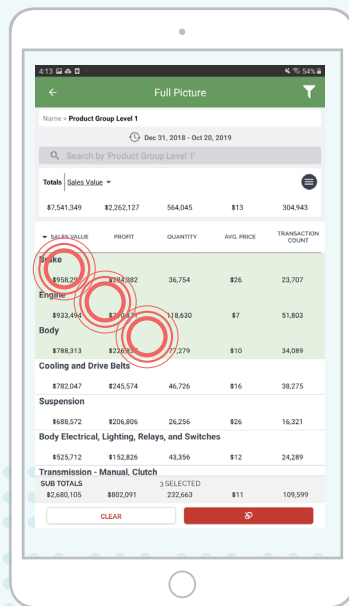 4:13 54%
Full Picture
Name > Product Group Level 1
Dec 31, 2018 - Oct 20, 2019
Search by 'Product Group Level 1'
Totals Sales Value
$7,541,349 $2,262,127 564,045 $13 304,943
SALES VALUE PROFIT QUANTITY AVG. PRICE TRANSACTION COUNT
Brake
36,754 $26 23,707
Engine
$933,494 118,630 $7 51,803
Body
$788,313 $10 34,089
Cooling and Drive Belts
$782,047 $245,574 46,726 $16 38,275
Suspension
$688,572 $206,806 26,256 $26 16,321
Body Electrical, Lighting, Relays, and Switches
$525,712 $152,826 43,356 $12 24,289
Transmission - Manual, Clutch
SUB TOTALS 3 SELECTED
$2,680,105 $802,091 232,663 $11 109,599
CLEAR